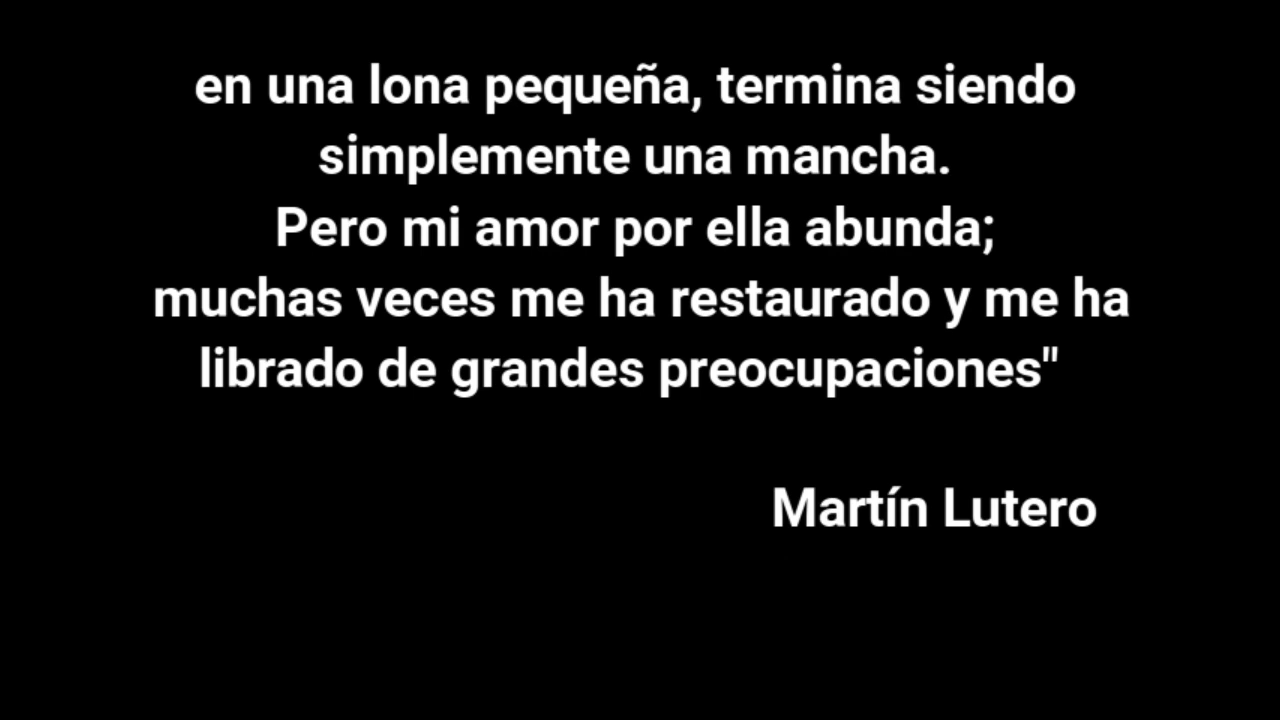 en una lona pequeña, termina siendo
simplemente una mancha.
Pero mi amor por ella abunda;
muchas veces me ha restaurado y me ha
librado de grandes preocupaciones"
Martín Lutero